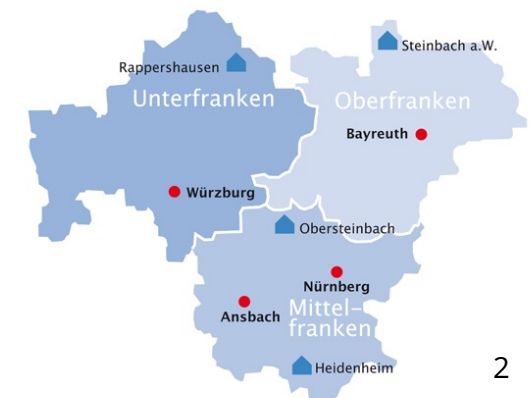 Steinbach a.W.
Rappershausen
Unterfranken
Oberfranken
Bayreuth
Würzburg
Obersteinbach
Nürnberg
Ansbach
Mittel-
franken
Heidenheim
2